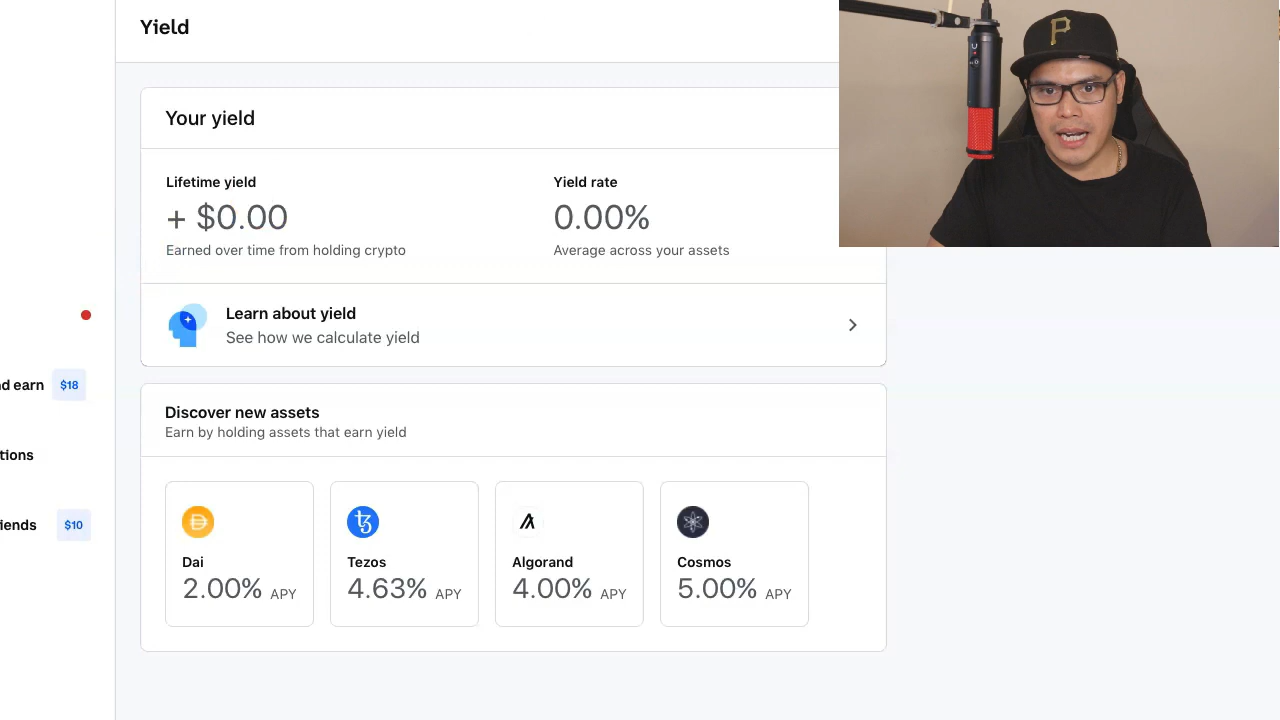 Yield
Your yield
Lifetime yield
+ $0.00
Earned over time from holding crypto
Yield rate
0.00%
Average across your assets
Learn about yield
See how we calculate yield
nd earn $18
tions
iends $10
Discover new assets
Earn by holding assets that earn yield
Dai
2.00% APY
Tezos
4.63% APY
Algorand
4.00% APY
Cosmos
5.00% APY
P